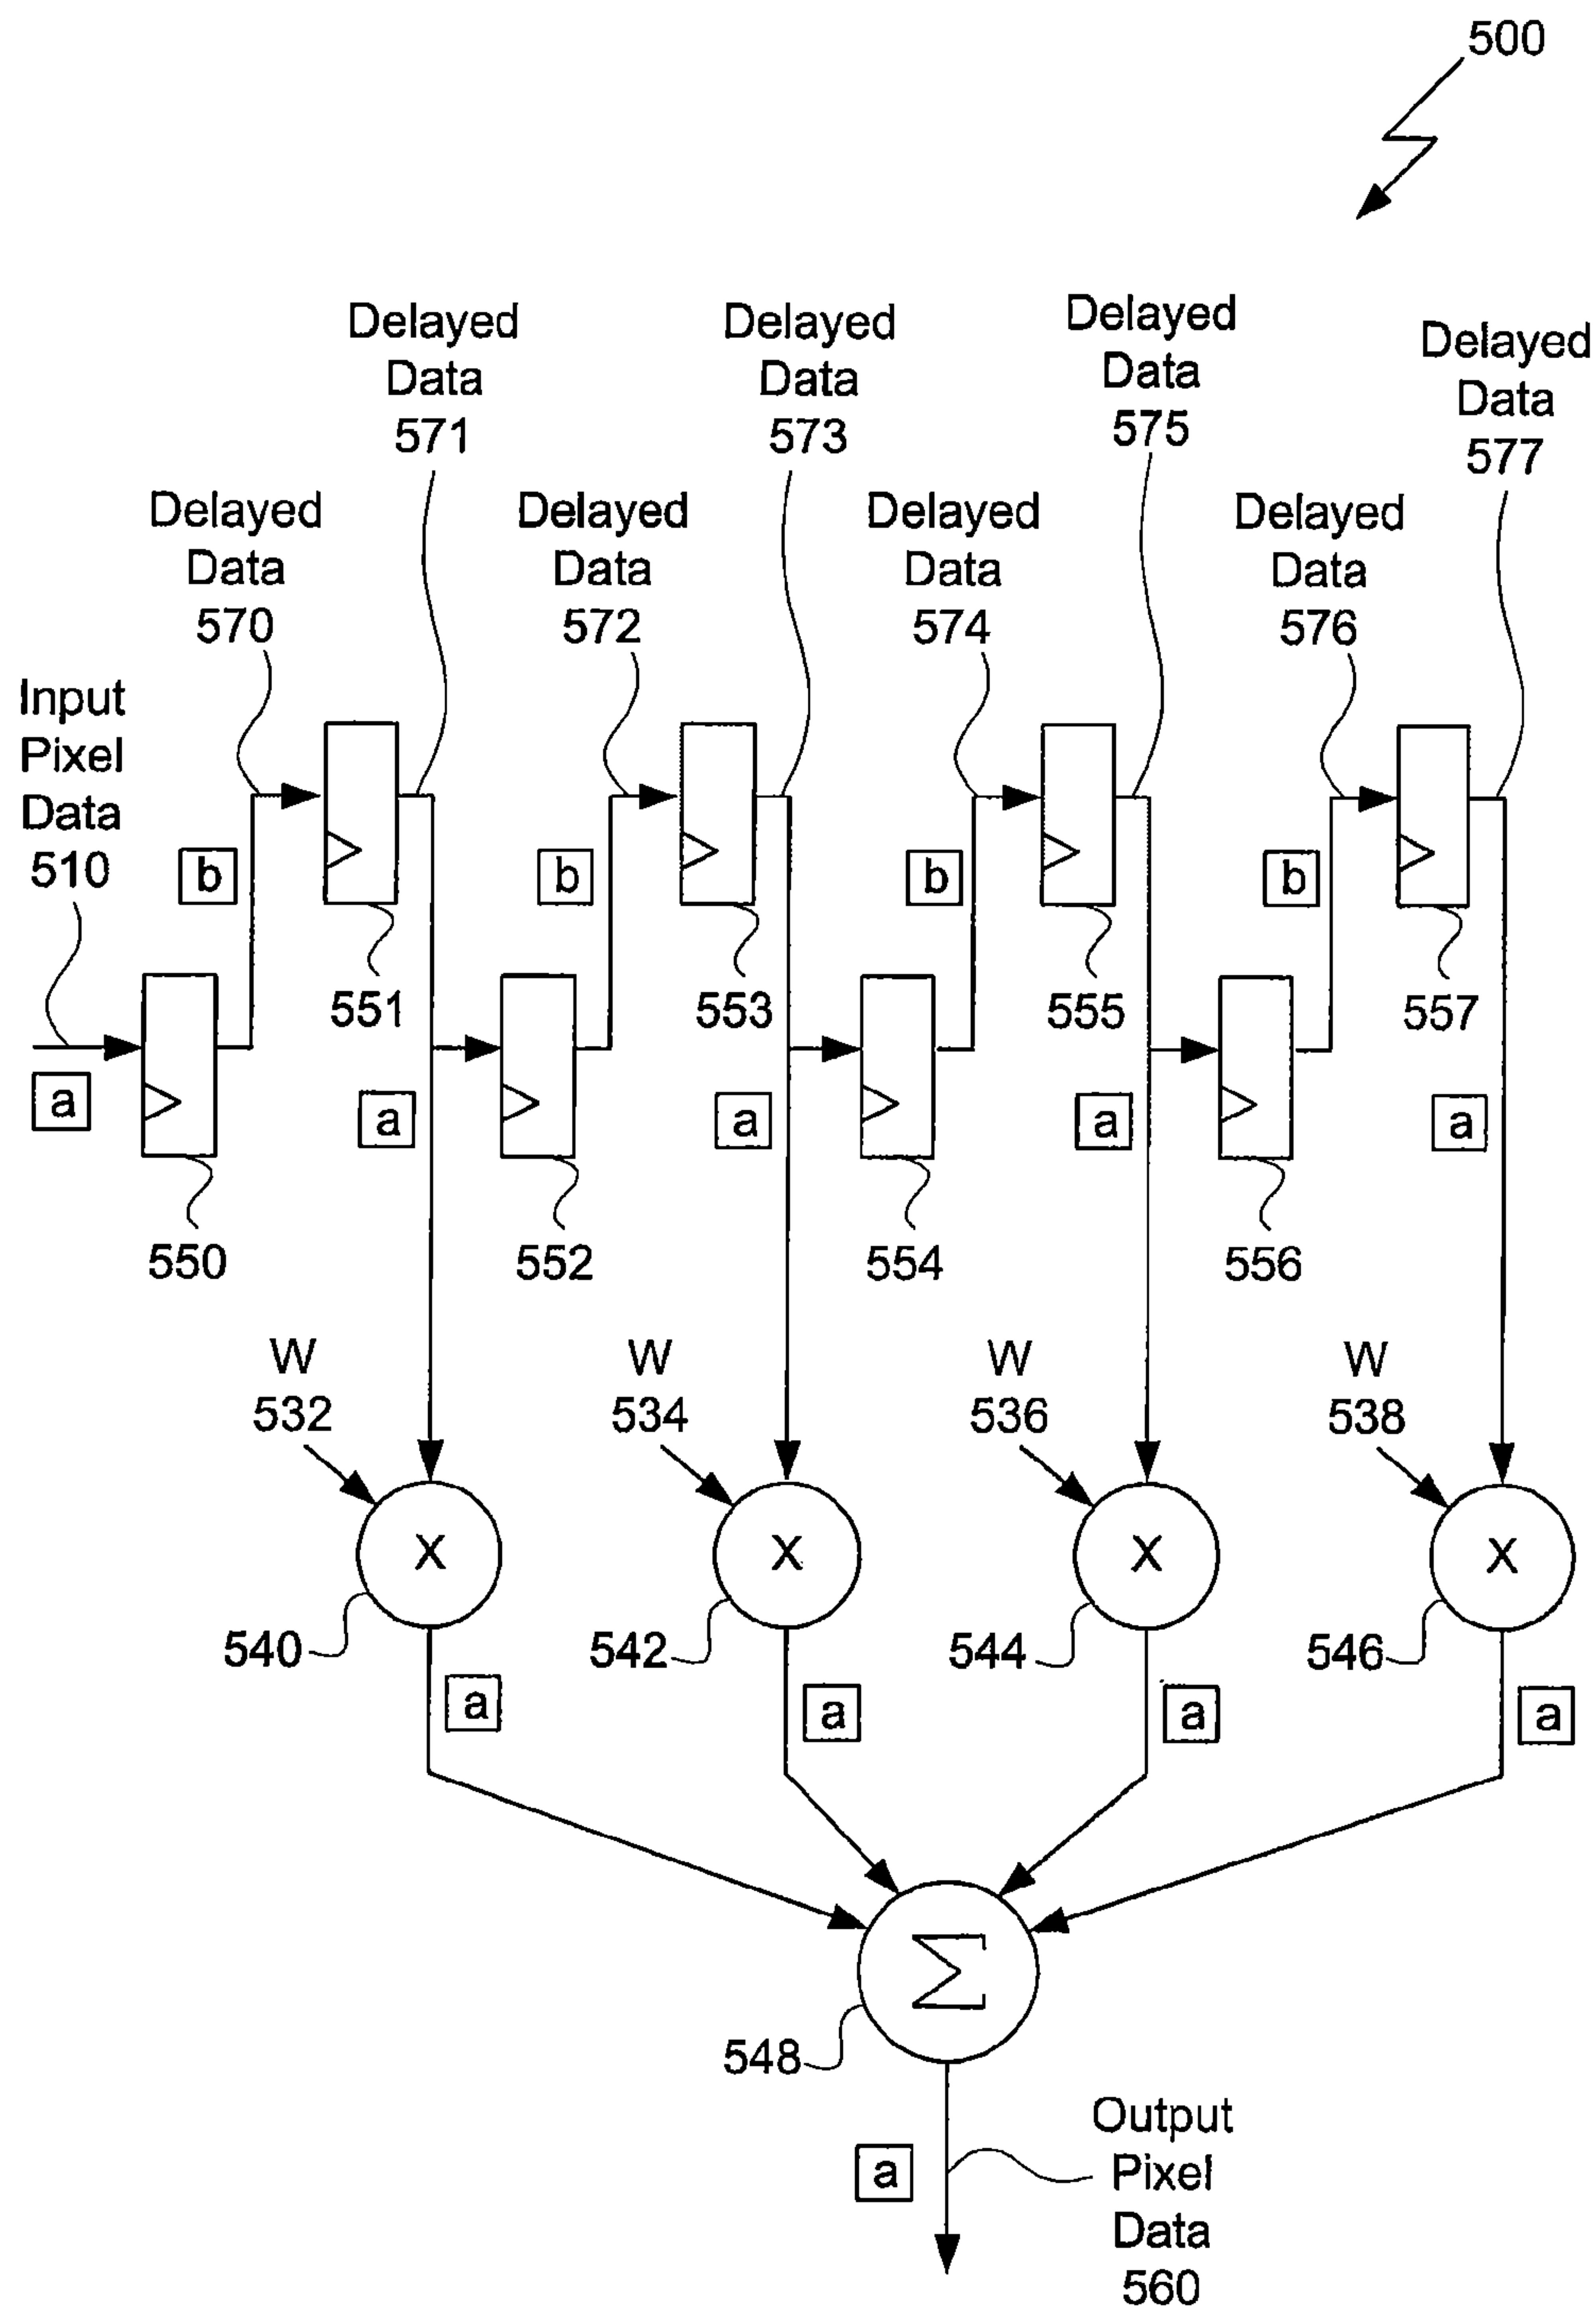 500
Delayed
Data
571
Delayed
Data
573
Delayed
Data
575
Delayed
Data
577
Delayed
Data
570
Delayed
Data
572
Delayed
Data
574
Delayed
Data
576
Input
Pixel
Data
510
b
b
b
b
551
553
555
557
a
a
a
a
a
550
552
554
556
W
532
W
534
W
536
W
538
X
X
X
X
540
542
544
546
a
a
a
a
Σ
548
a
Output
Pixel
Data
560